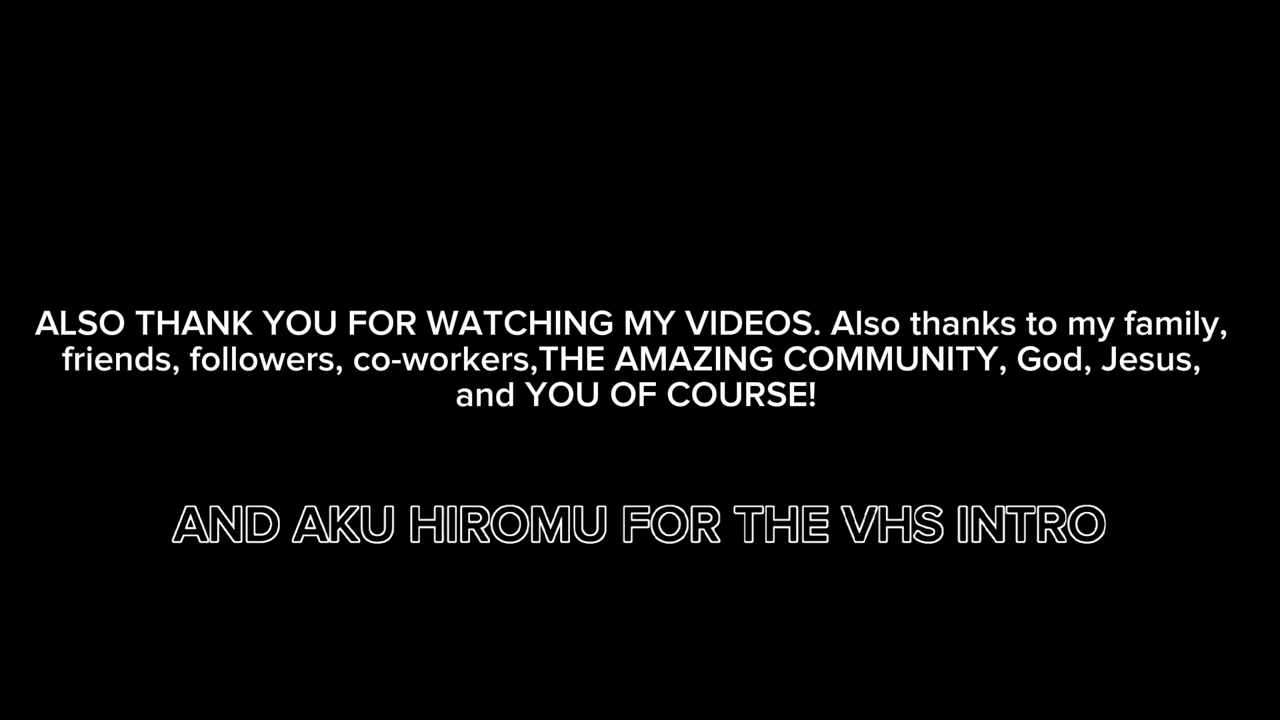 ALSO THANK YOU FOR WATCHING MY VIDEOS. Also thanks to my family,
friends, followers, co-workers,THE AMAZING COMMUNITY, God, Jesus,
and YOU OF COURSE!
AND AKU HIROMU FOR THE VHS INTRO